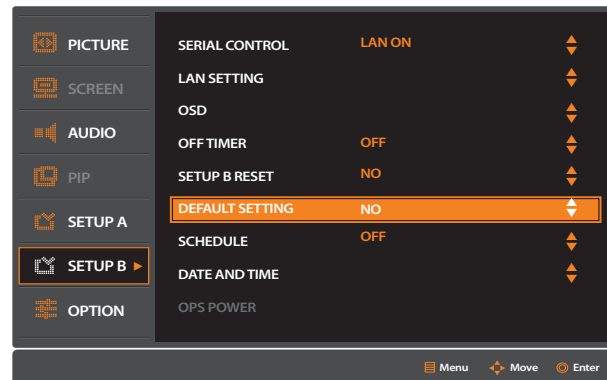 PICTURE
SCREEN
AUDIO
PIP
SETUP A
SETUP B
OPTION
SERIAL CONTROL LAN ON
LAN SETTING
OSD
OFF TIMER OFF
SETUP B RESET NO
DEFAULT SETTING NO
SCHEDULE OFF
DATE AND TIME
OPS POWER
Menu Move Enter